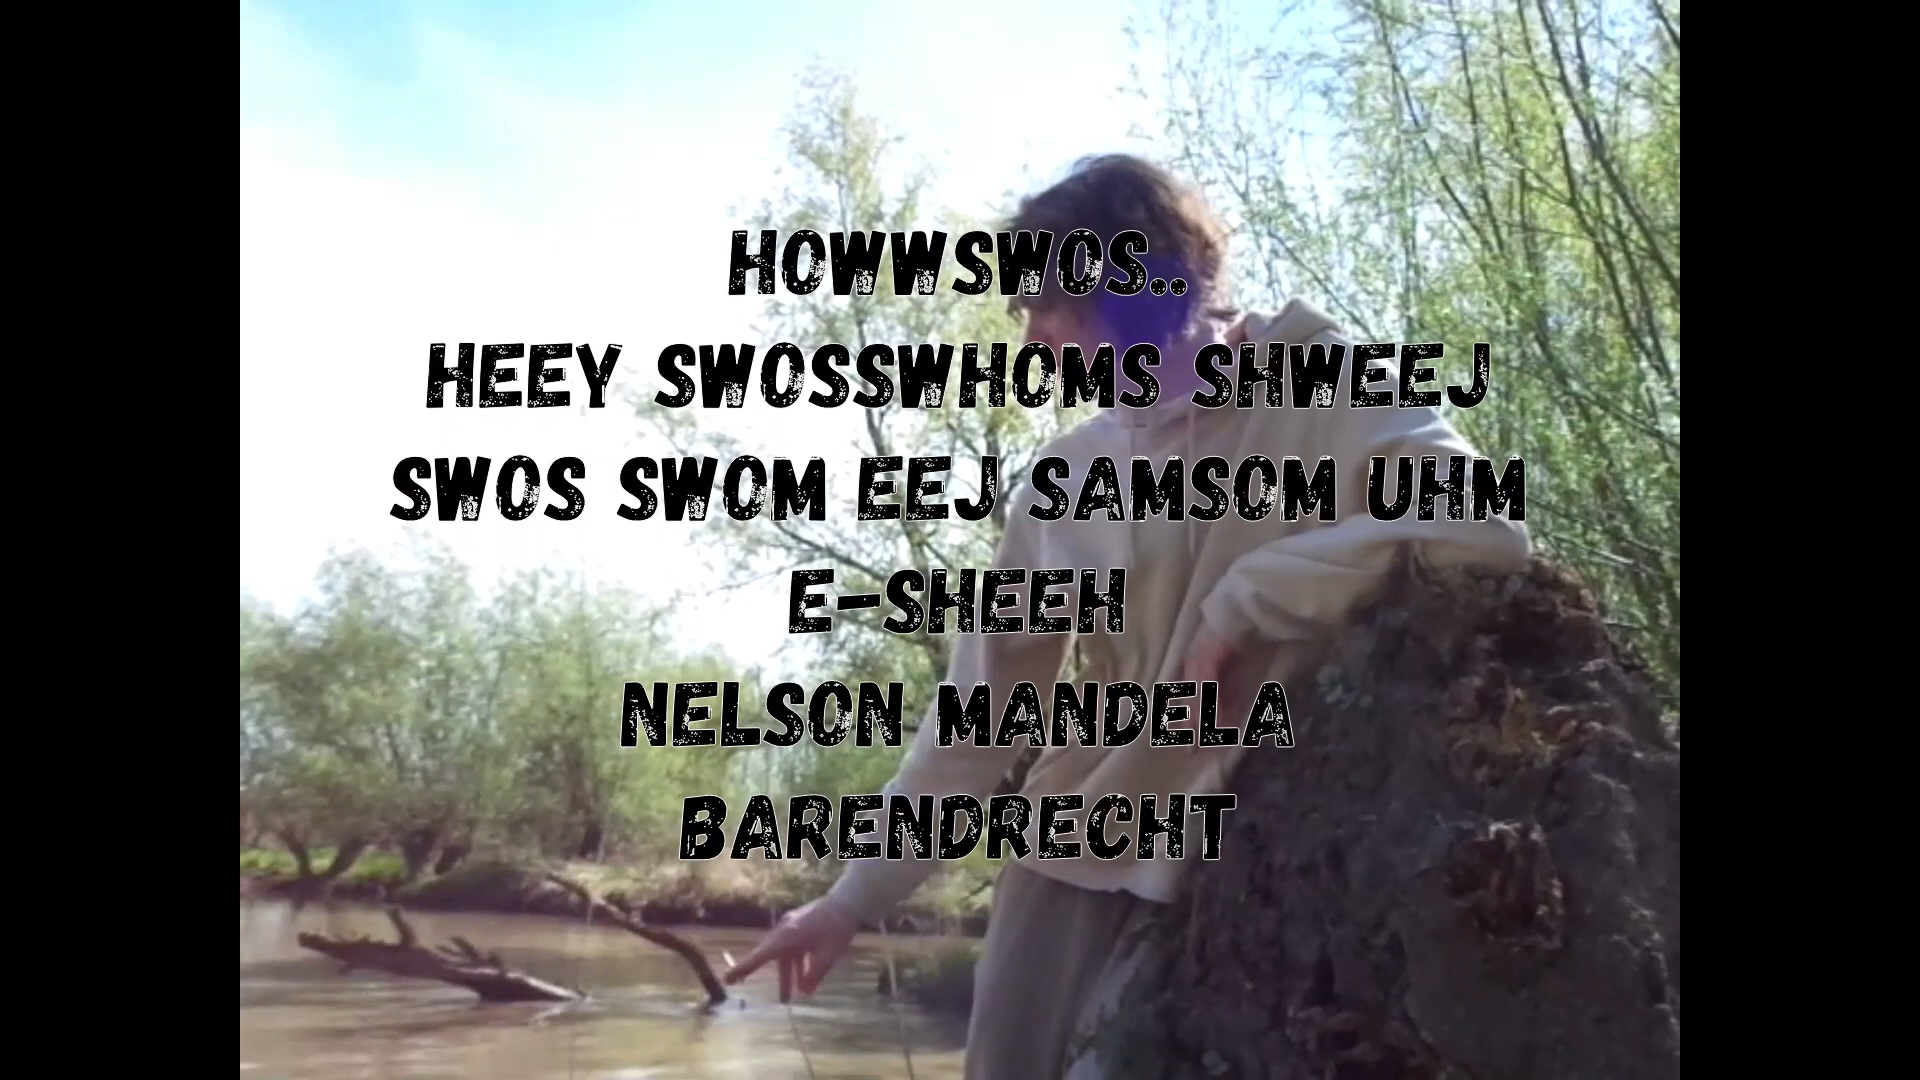 HOWWSWOS..
HEEY SWOSSWHOMS SHWEEJ
SWOS SWOM EEJ SAMSOM UHM
E-SHEEH
NELSON MANDELA
BARENDRECHT